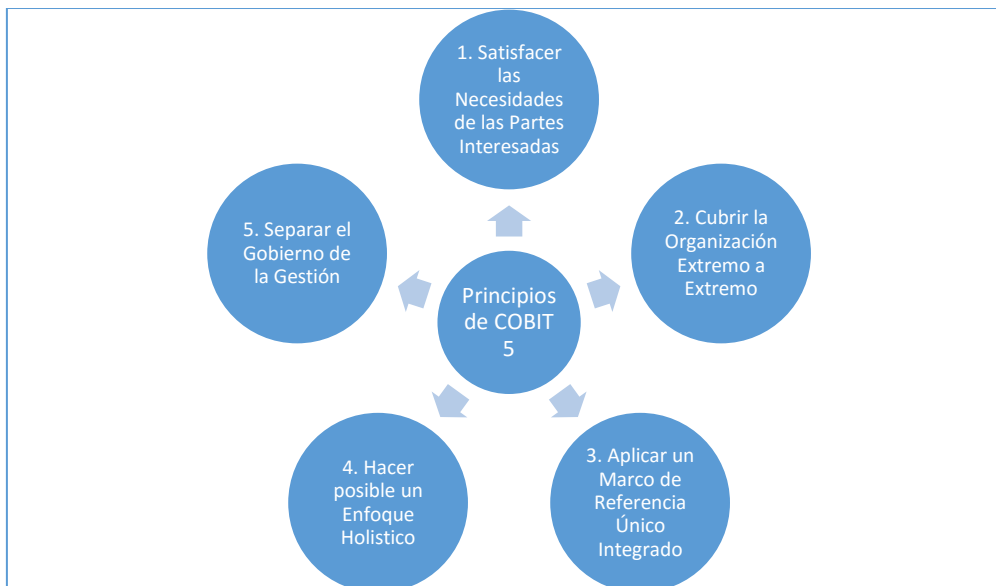 1. Satisfacer
las
Necesidades
de las Partes
Interesadas
2. Cubrir la
Organización
Extremo a
Extremo
3. Aplicar un
Marco de
Referencia
Único
Integrado
4. Hacer
posible un
Enfoque
Holistico
5. Separar el
Gobierno de
la Gestión
Principios
de COBIT
5